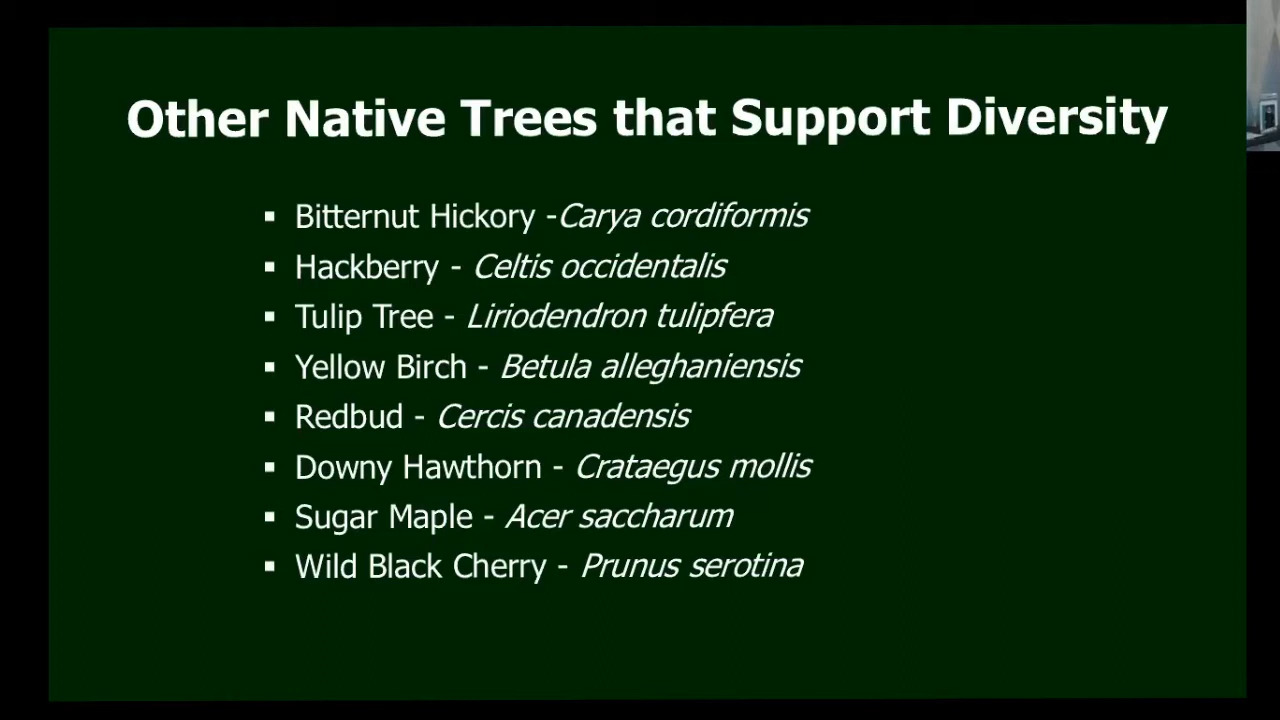 Other Native Trees that Support Diversity
▪ Bitternut Hickory -Carya cordiformis
▪ Hackberry - Celtis occidentalis
▪ Tulip Tree - Liriodendron tulipfera
▪ Yellow Birch - Betula alleghaniensis
▪ Redbud - Cercis canadensis
▪ Downy Hawthorn - Crataegus mollis
▪ Sugar Maple - Acer saccharum
▪ Wild Black Cherry - Prunus serotina